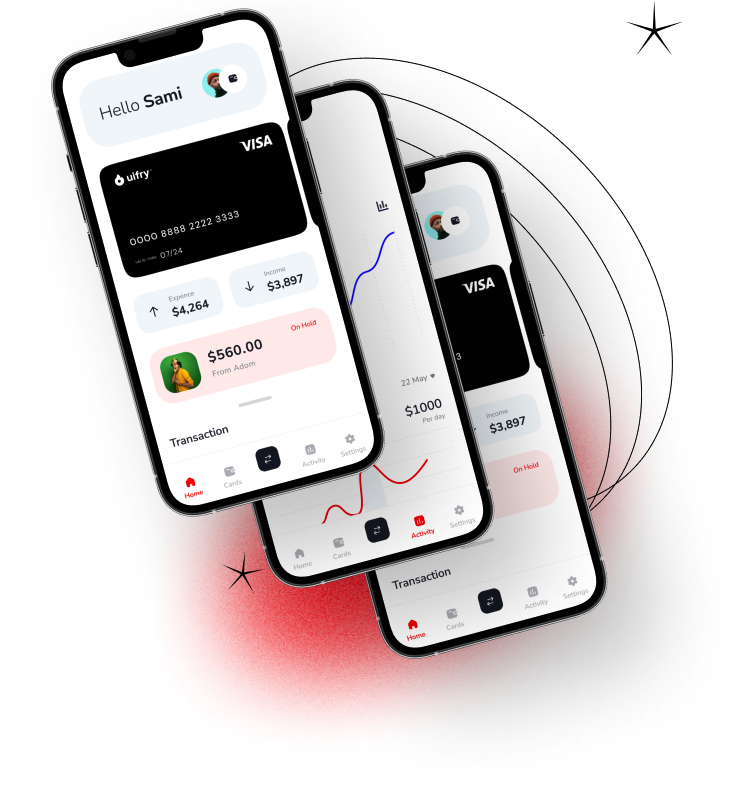 Hello Sami
VISA
uifry
0000 8888 2222 3333
VALID THRU 07/24
Expence
$4,264
Income
$3,897
On Hold
$560.00
From Adom
Transaction
Home
Cards
Activity
Settings
22 May
$1000
Per day
Home
Cards
Activity
Settings
VISA
3
Income
$3,897
On Hold
Transaction
Home
Cards
Activity
Settings